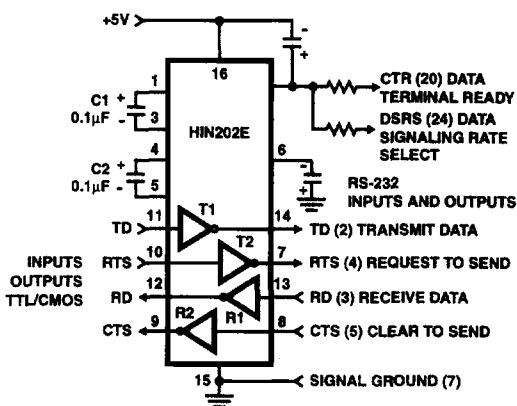 +5V
-
+
16
1
C1
+
0.1µF
-
3
HIN202E
CTR (20) DATA
TERMINAL READY
DSRS (24) DATA
SIGNALING RATE
SELECT
4
C2
+
0.1µF
-
5
6
-
+
RS-232
INPUTS AND OUTPUTS
TD
11
T1
14
TD (2) TRANSMIT DATA
INPUTS
OUTPUTS
TTL/CMOS
RTS
10
T2
7
RTS (4) REQUEST TO SEND
RD
12
R1
13
RD (3) RECEIVE DATA
CTS
9
R2
8
CTS (5) CLEAR TO SEND
15
SIGNAL GROUND (7)